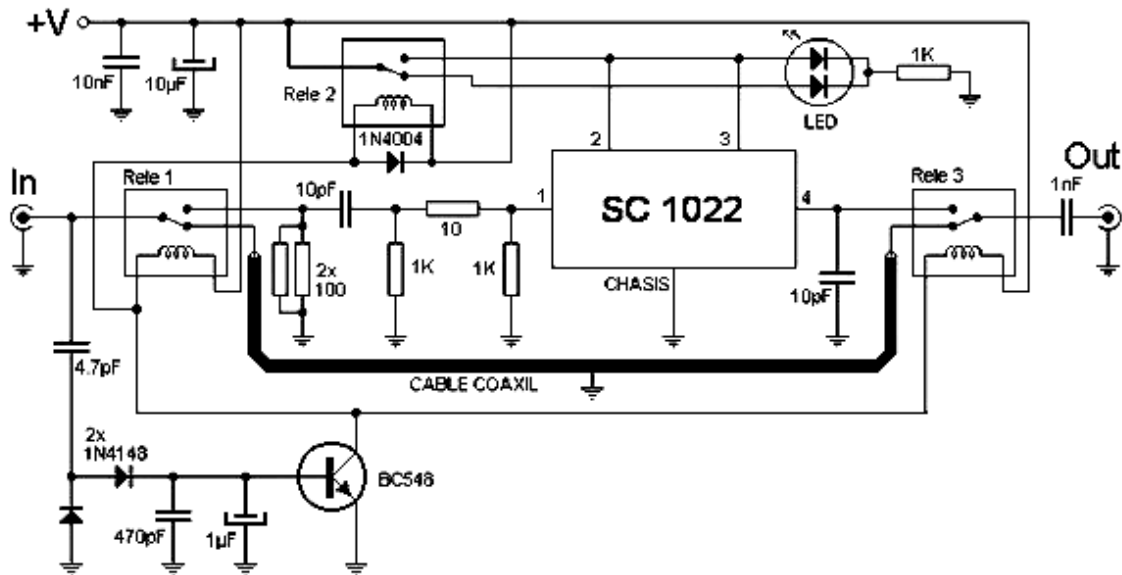 +V
10nF
10µF
Rele 2
1N4004
LED
1K
2
3
In
Rele 1
10pF
10
1
SC 1022
4
Rele 3
1nF
Out
2x
100
1K
1K
CHASIS
10pF
4.7pF
CABLE COAXIL
2x
1N4148
BC548
470pF
1µF